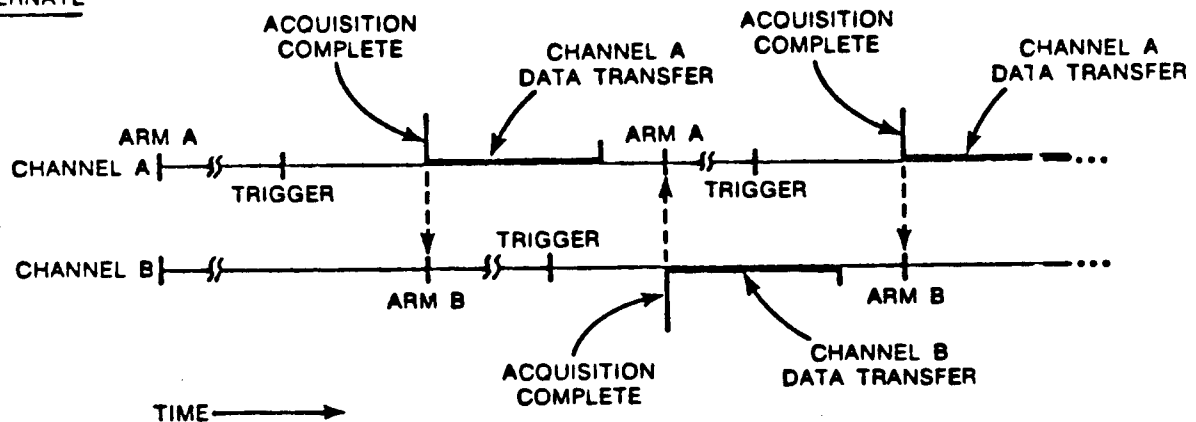 ACQUISITION
COMPLETE
CHANNEL A
DATA TRANSFER
ACQUISITION
COMPLETE
CHANNEL A
DATA TRANSFER
ARM A
ARM A
CHANNEL A
TRIGGER
TRIGGER
TRIGGER
CHANNEL B
ARM B
ARM B
ACQUISITION
COMPLETE
CHANNEL B
DATA TRANSFER
TIME